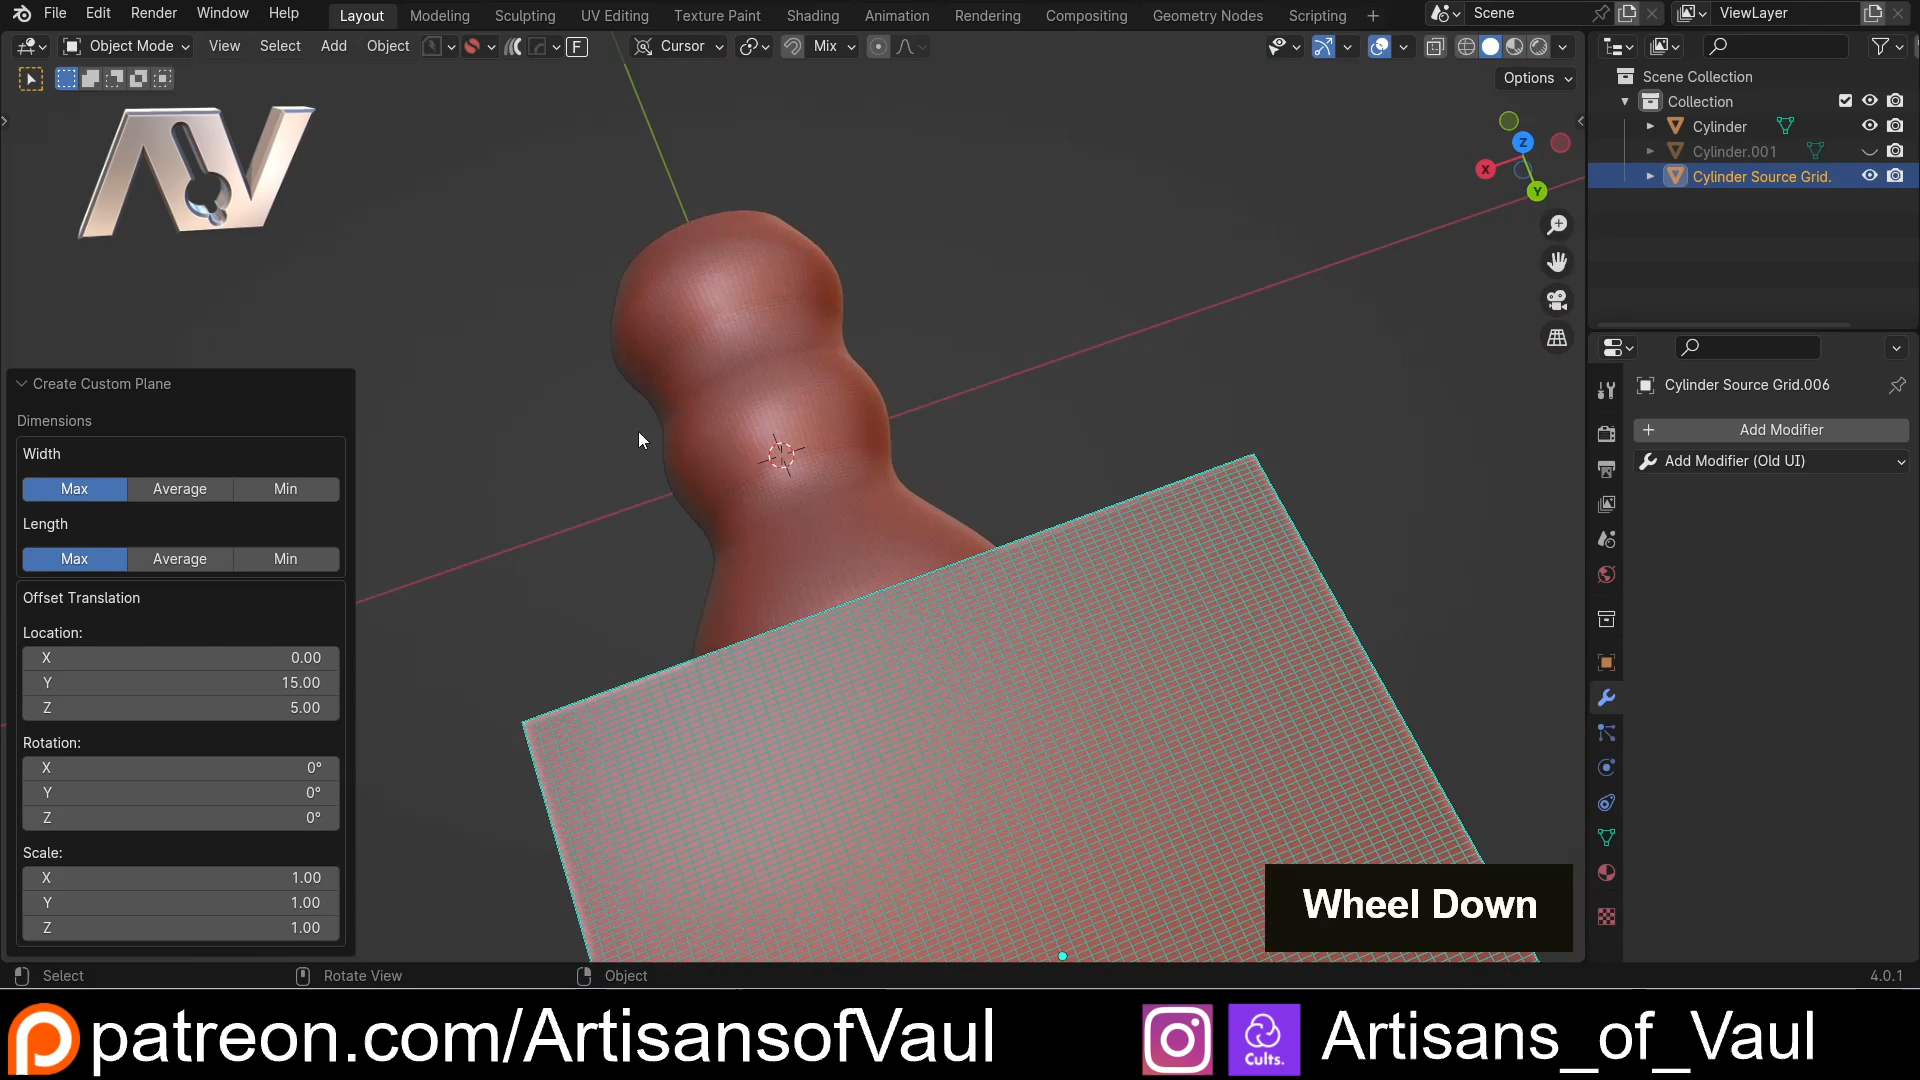 File Edit Render Window Help Layout Modeling Sculpting UV Editing Texture Paint Shading Animation Rendering Compositing Geometry Nodes Scripting + Scene ViewLayer
Object Mode View Select Add Object F Cursor Mix
Options
Scene Collection
Collection
Cylinder
Cylinder.001
Cylinder Source Grid.
AV
X
Y
Z
Create Custom Plane
Dimensions
Width
Max Average Min
Length
Max Average Min
Offset Translation
Location:
X 0.00
Y 15.00
Z 5.00
Rotation:
X 0°
Y 0°
Z 0°
Scale:
X 1.00
Y 1.00
Z 1.00
Cylinder Source Grid.006
+ Add Modifier
Add Modifier (Old UI)
Wheel Down
Select Rotate View Object 4.0.1
patreon.com/ArtisansofVaul Cults. Artisans_of_Vaul